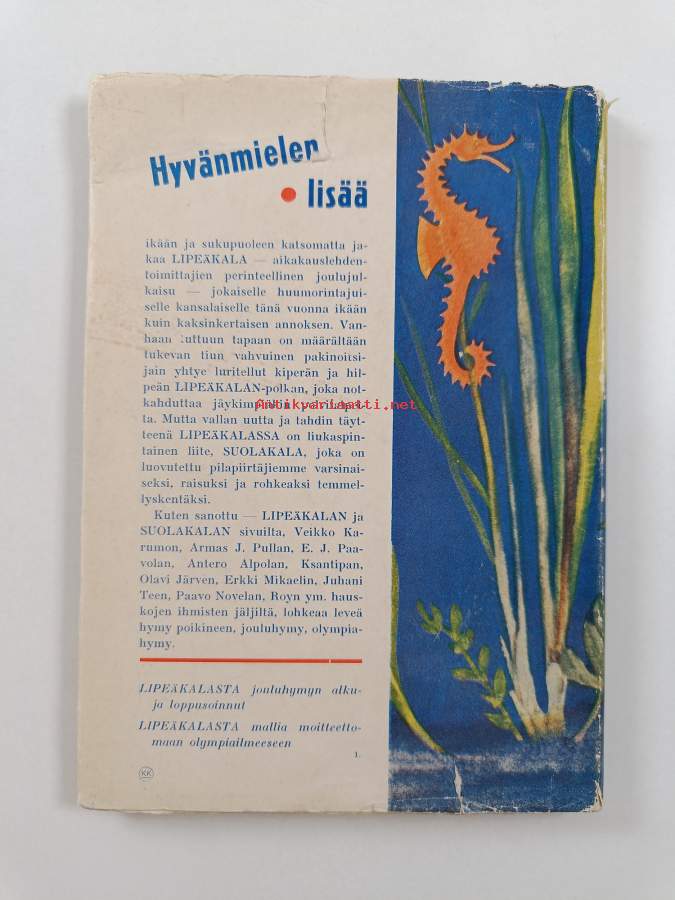 Hyvänmielen
• lisää
ikään ja sukupuoleen katsomatta ja-
kaa LIPEÄKALA — aikakauslehden-
toimittajien perinteellinen joulujul-
kaisu — jokaiselle huumorintajui-
selle kansalaiselle tänä vuonna ikään
kuin kaksinkertaisen annoksen. Van-
haan tuttuun tapaan on määrältään
tukevan tiun vahvuinen pakinoitsi-
jain yhtye luritellut kiperän ja hil-
peän LIPEÄKALAN-polkan, joka not-
kahduttaa jäykimpiäkin
ta. Mutta vallan uutta ja tahdin täyt-
teenä LIPEÄKALASSA on liukaspin-
tainen liite, SUOLAKALA, joka on
luovutettu pilapiirtäjiemme varsinai-
seksi, raisuksi ja rohkeaksi temmel-
lyskentäksi.
Kuten sanottu — LIPEÄKALAN ja
SUOLAKALAN sivuilta, Veikko Ka-
rumon, Armas J. Pullan, E. J. Paa-
volan, Antero Alpolan, Ksantipan,
Olavi Järven, Erkki Mikaelin, Juhani
Teen, Paavo Novelan, Royn ym. haus-
kojen ihmisten jäljiltä, lohkeaa leveä
hymy poikineen, jouluhymy, olympia-
hymy.
LIPEÄKALASTA jouluhymyn alku-
ja loppusoinnut
LIPEÄKALASTA mallia moitteetto-
maan olympiailmeeseen
1.
KK
Antikvariaatti.net